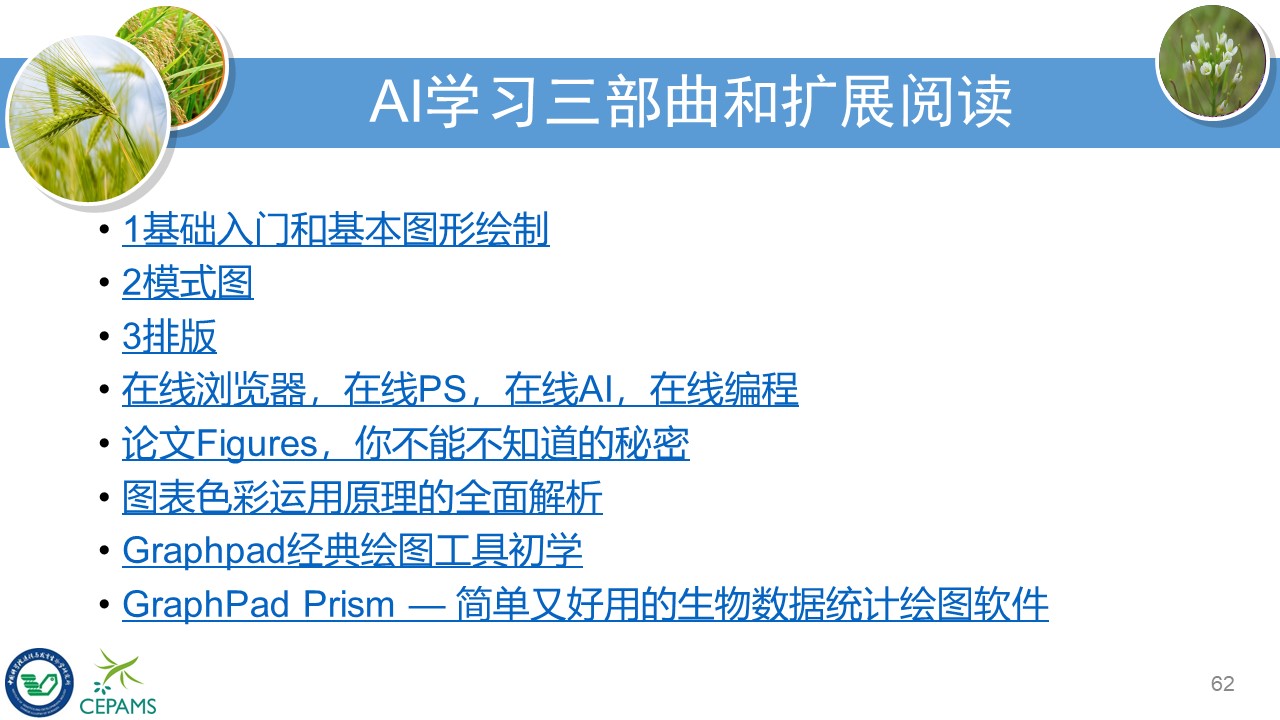 AI学习三部曲和扩展阅读
• 1基础入门和基本图形绘制
• 2模式图
• 3排版
• 在线浏览器，在线PS，在线AI，在线编程
• 论文Figures，你不能不知道的秘密
• 图表色彩运用原理的全面解析
• Graphpad经典绘图工具初学
• GraphPad Prism — 简单又好用的生物数据统计绘图软件
CEPAMS
62